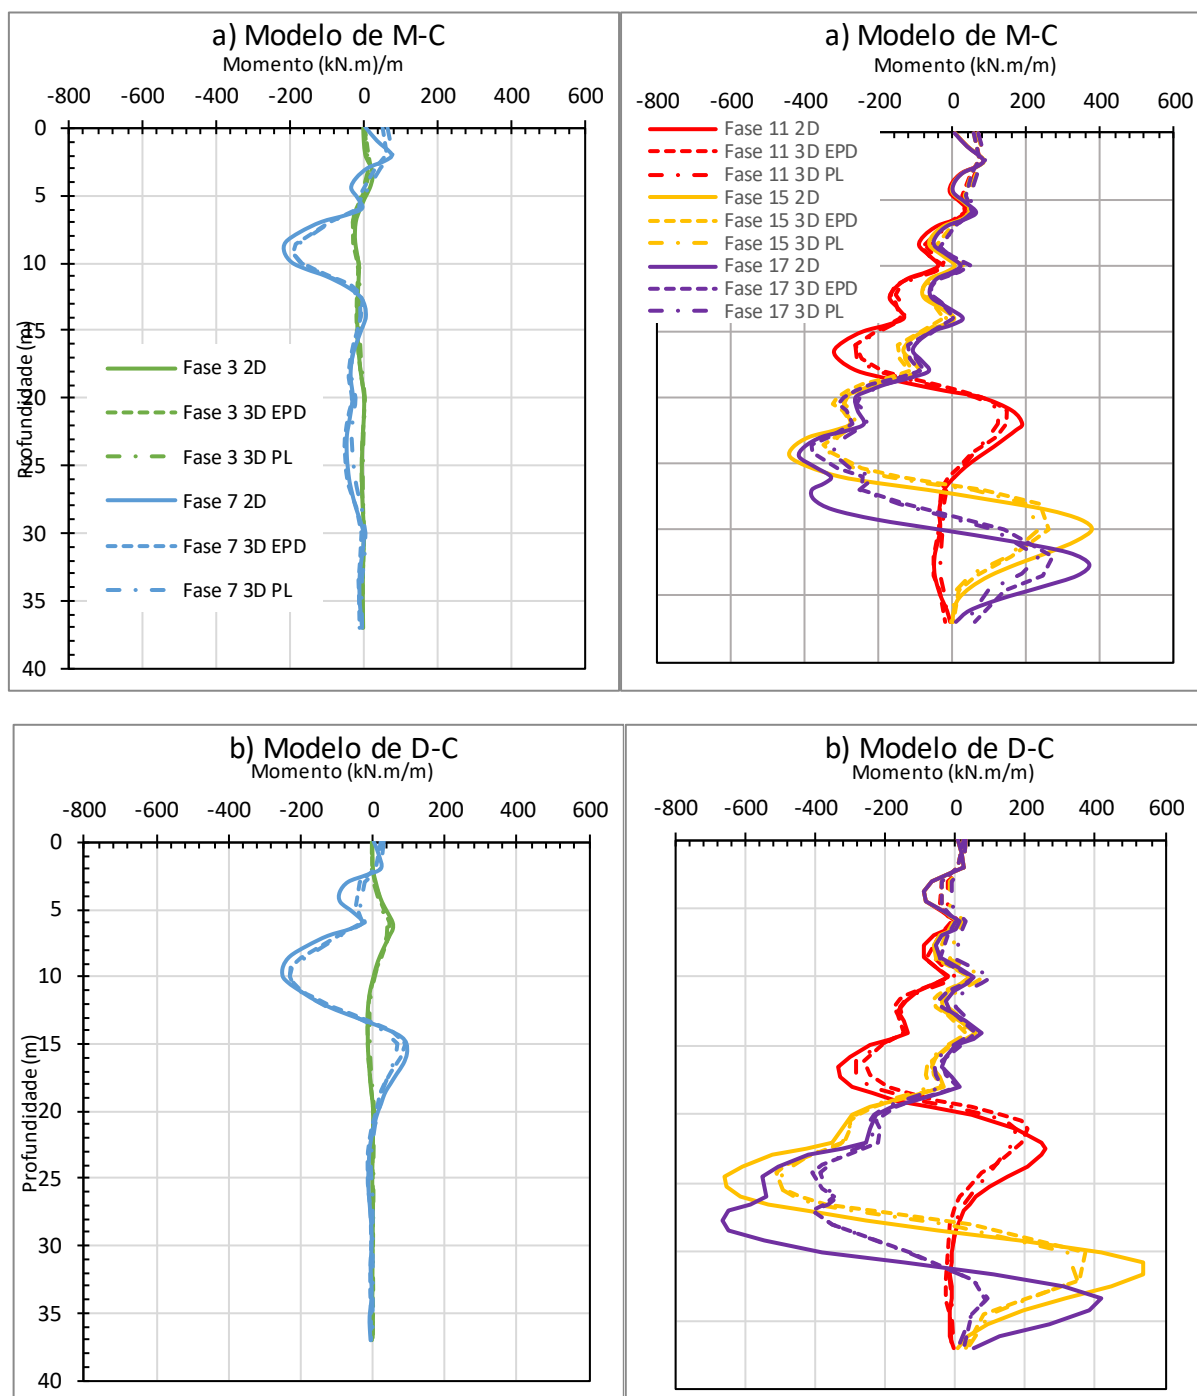 a) Modelo de M-C
Momento (kN.m)/m
-800 -600 -400 -200 0 200 400 600
0
5
10
15
20
25
30
35
40
Profundidade (m)
Fase 3 2D
Fase 3 3D EPD
Fase 3 3D PL
Fase 7 2D
Fase 7 3D EPD
Fase 7 3D PL
a) Modelo de M-C
Momento (kN.m/m)
-800 -600 -400 -200 0 200 400 600
Fase 11 2D
Fase 11 3D EPD
Fase 11 3D PL
Fase 15 2D
Fase 15 3D EPD
Fase 15 3D PL
Fase 17 2D
Fase 17 3D EPD
Fase 17 3D PL
b) Modelo de D-C
Momento (kN.m/m)
-800 -600 -400 -200 0 200 400 600
0
5
10
15
20
25
30
35
40
Profundidade (m)
b) Modelo de D-C
Momento (kN.m/m)
-800 -600 -400 -200 0 200 400 600